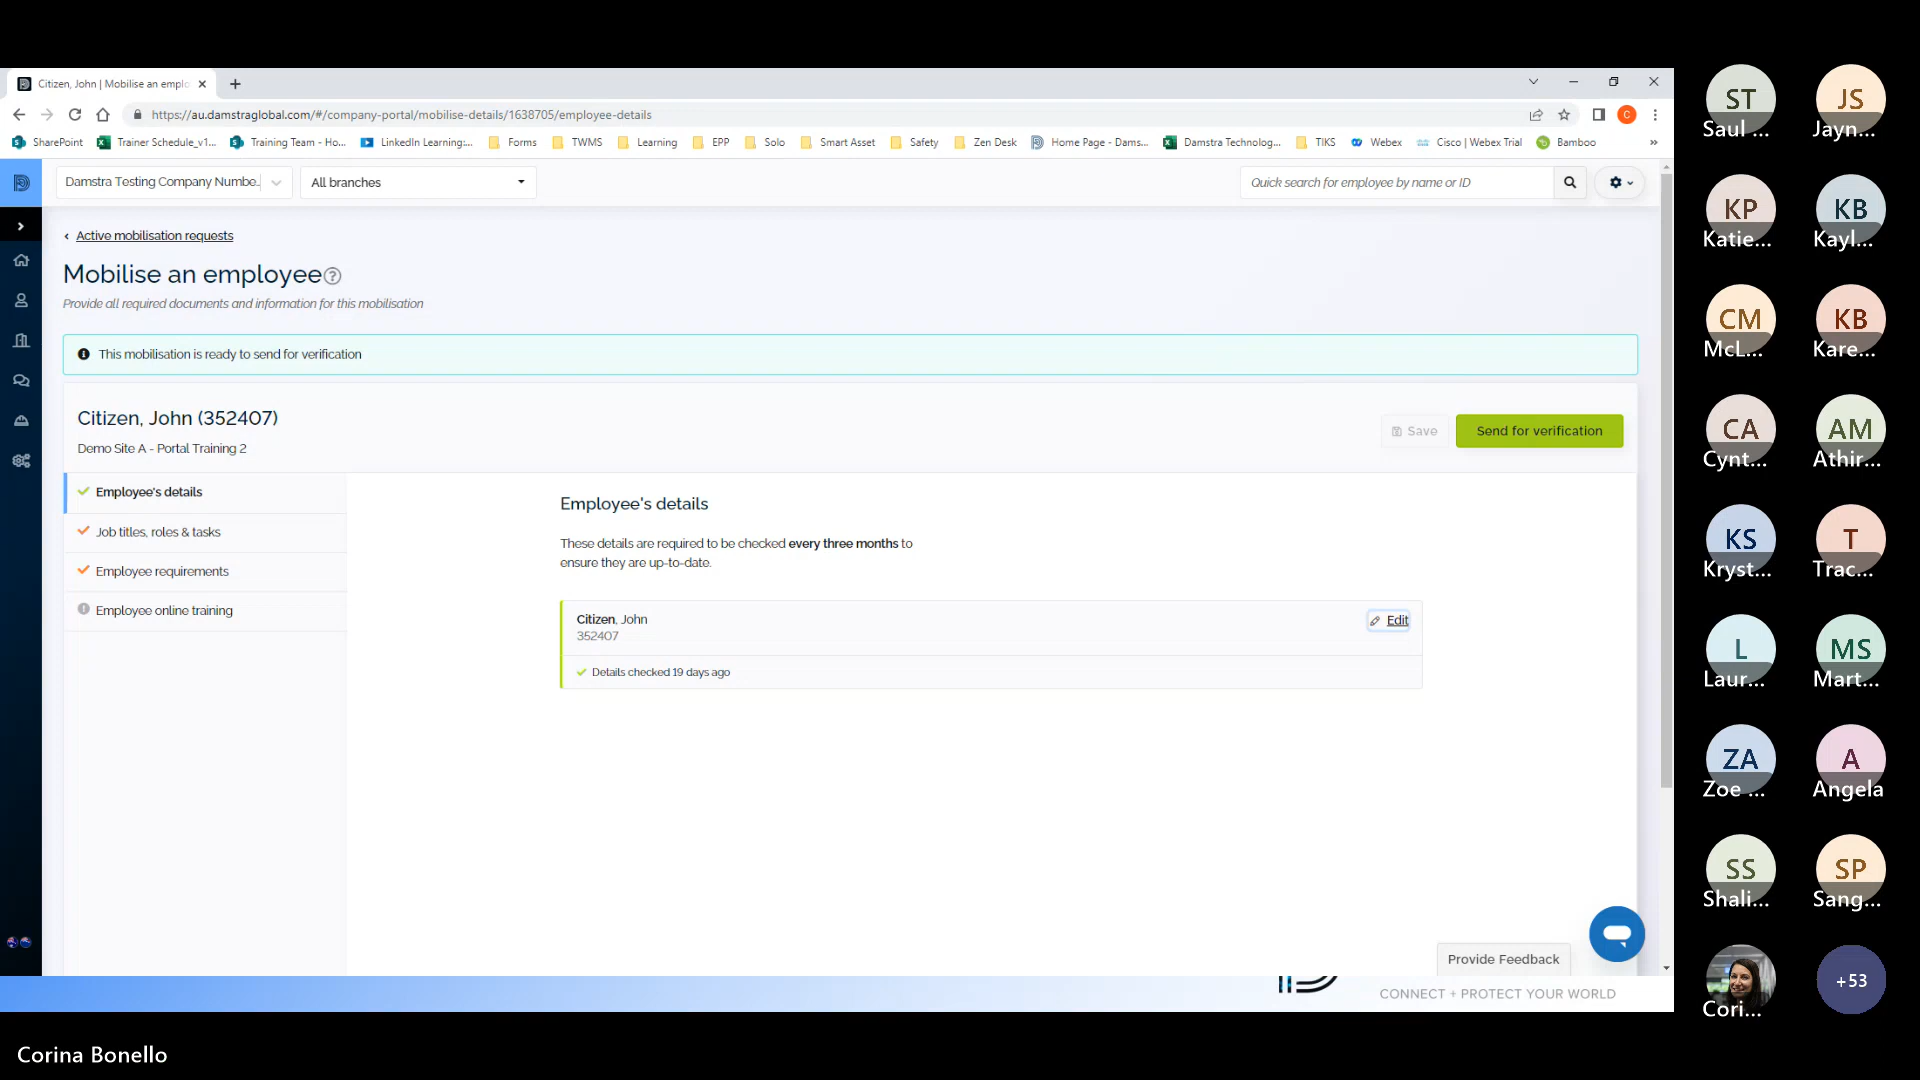 Citizen, John | Mobilise an emplo
https://au.damstraglobal.com/#/company-portal/mobilise-details/1638705/employee-details
C
SharePoint
Trainer Schedule_v1...
Training Team - Ho...
LinkedIn Learning:...
Forms
TWMS
Learning
EPP
Solo
Smart Asset
Safety
Zen Desk
Home Page - Dams...
Damstra Technolog...
TIKS
Webex
Cisco | Webex Trial
Bamboo
»
Damstra Testing Company Numbe..
All branches
Quick search for employee by name or ID
Active mobilisation requests
Mobilise an employee
Provide all required documents and information for this mobilisation
This mobilisation is ready to send for verification
Citizen, John (352407)
Demo Site A - Portal Training 2
Save
Send for verification
Employee's details
Job titles, roles & tasks
Employee requirements
Employee online training
Employee's details
These details are required to be checked every three months to
ensure they are up-to-date.
Citizen, John
352407
Edit
Details checked 19 days ago
Provide Feedback
CONNECT + PROTECT YOUR WORLD
Corina Bonello
ST
Saul ...
JS
Jayn...
KP
Katie...
KB
Kayl...
CM
McL...
KB
Kare...
CA
Cynt...
AM
Athir...
KS
Kryst...
T
Trac...
L
Laur...
MS
Mart...
ZA
Zoe ...
A
Angela
SS
Shali...
SP
Sang...
Cori...
+53